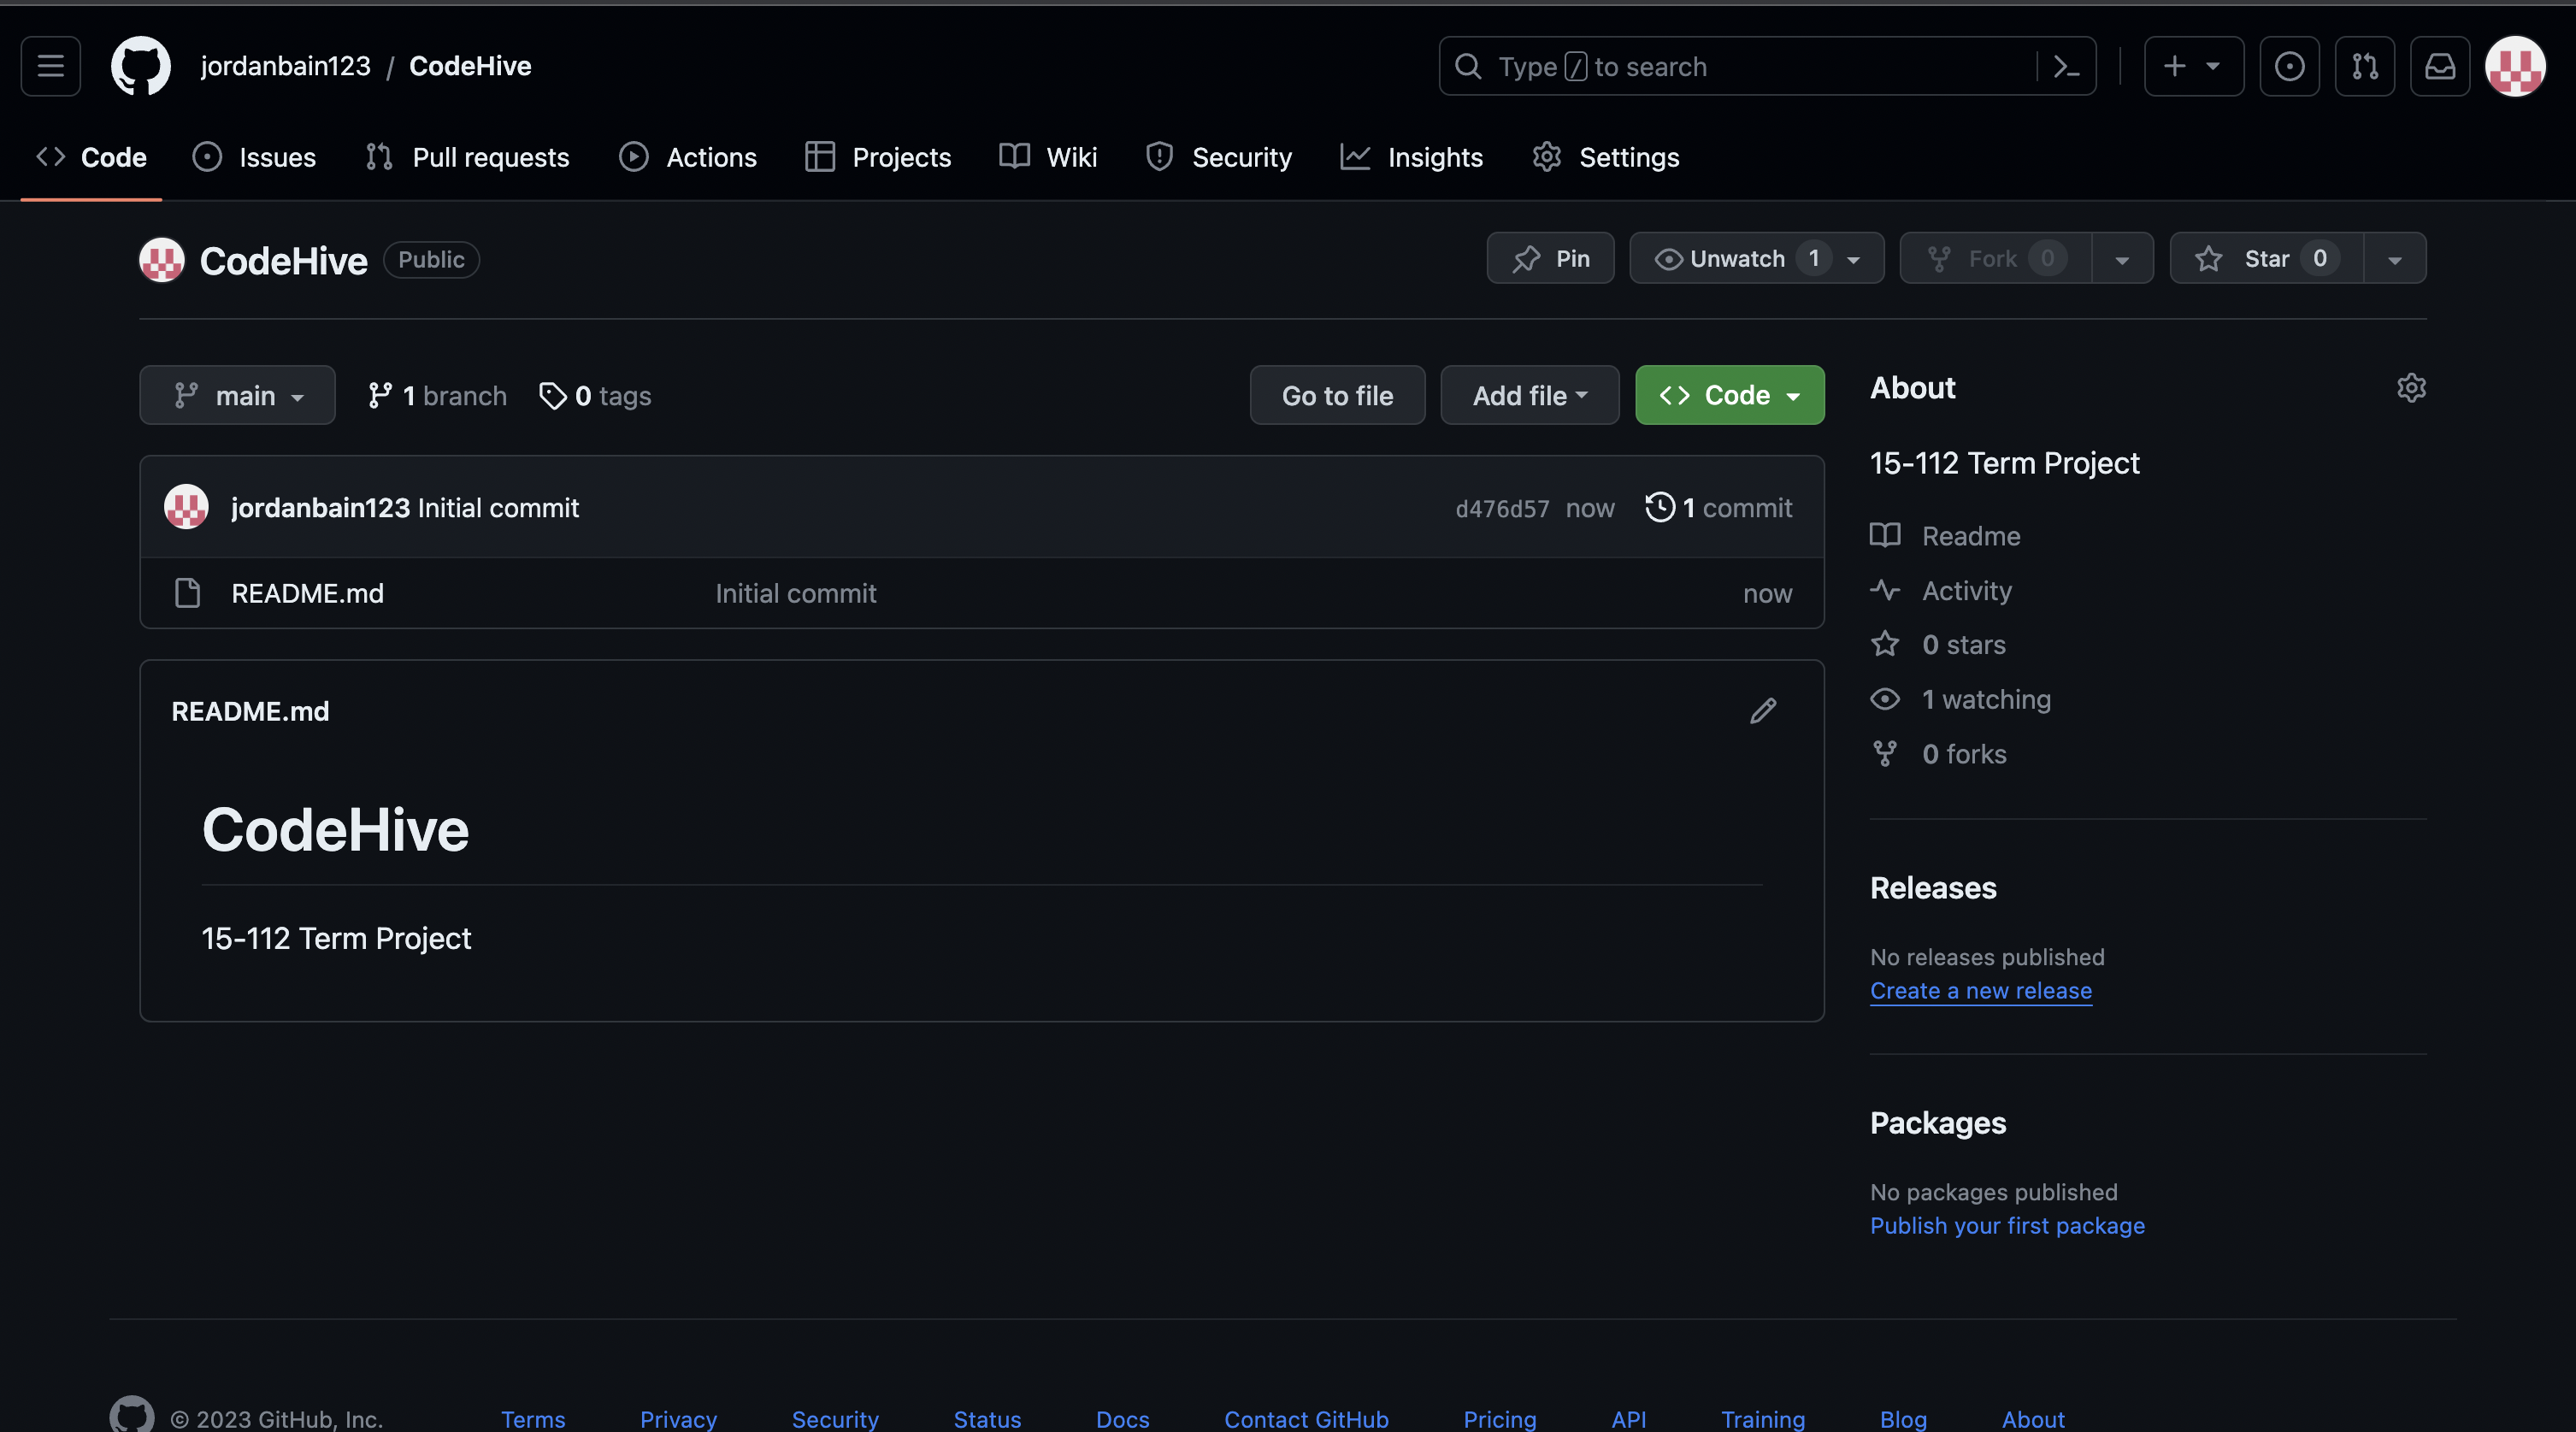 jordanbain123 / CodeHive
Type / to search
Code Issues Pull requests Actions Projects Wiki Security Insights Settings
CodeHive Public
Pin Unwatch 1 Fork 0 Star 0
main 1 branch 0 tags
Go to file Add file Code
jordanbain123 Initial commit d476d57 now 1 commit
README.md Initial commit now
README.md
CodeHive
15-112 Term Project
About
15-112 Term Project
Readme
Activity
0 stars
1 watching
0 forks
Releases
No releases published
Create a new release
Packages
No packages published
Publish your first package
© 2023 GitHub, Inc. Terms Privacy Security Status Docs Contact GitHub Pricing API Training Blog About